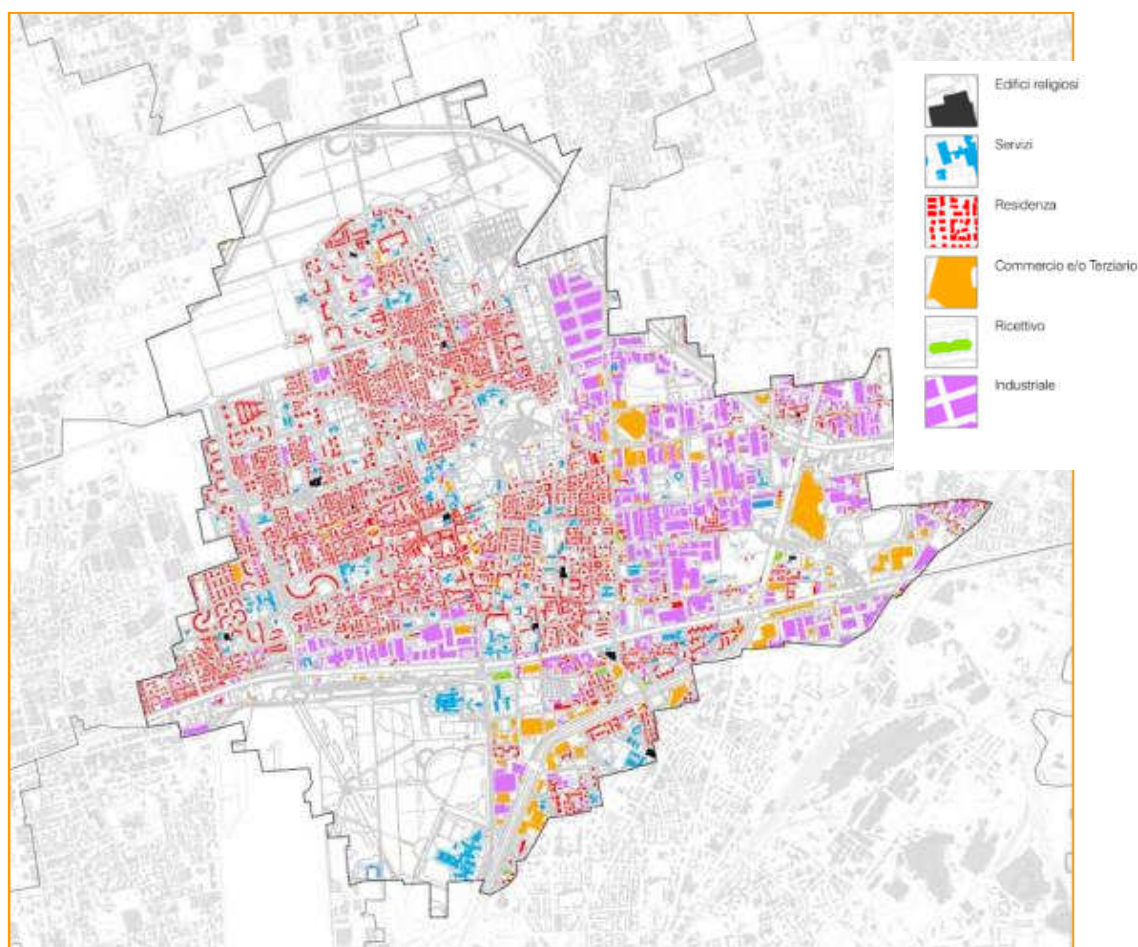 Edifici religiosi
Servizi
Residenza
Commercio e/o Terziario
Ricettivo
Industriale